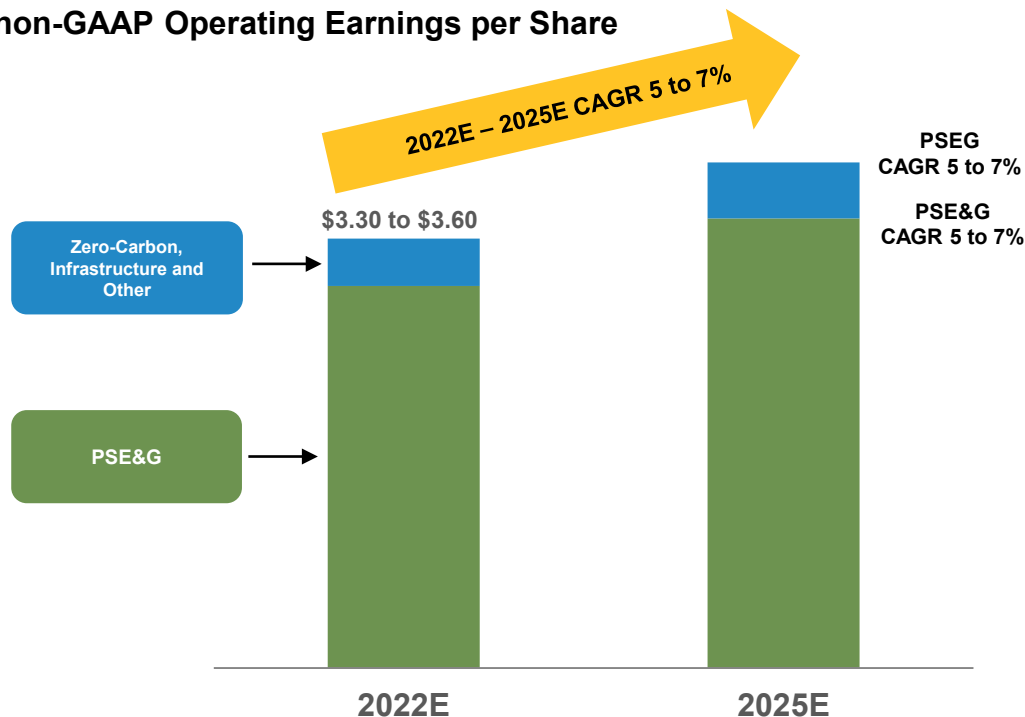 non-GAAP Operating Earnings per Share
2022E – 2025E CAGR 5 to 7%
PSEG
CAGR 5 to 7%
PSE&G
CAGR 5 to 7%
$3.30 to $3.60
Zero-Carbon,
Infrastructure and
Other
PSE&G
2022E
2025E